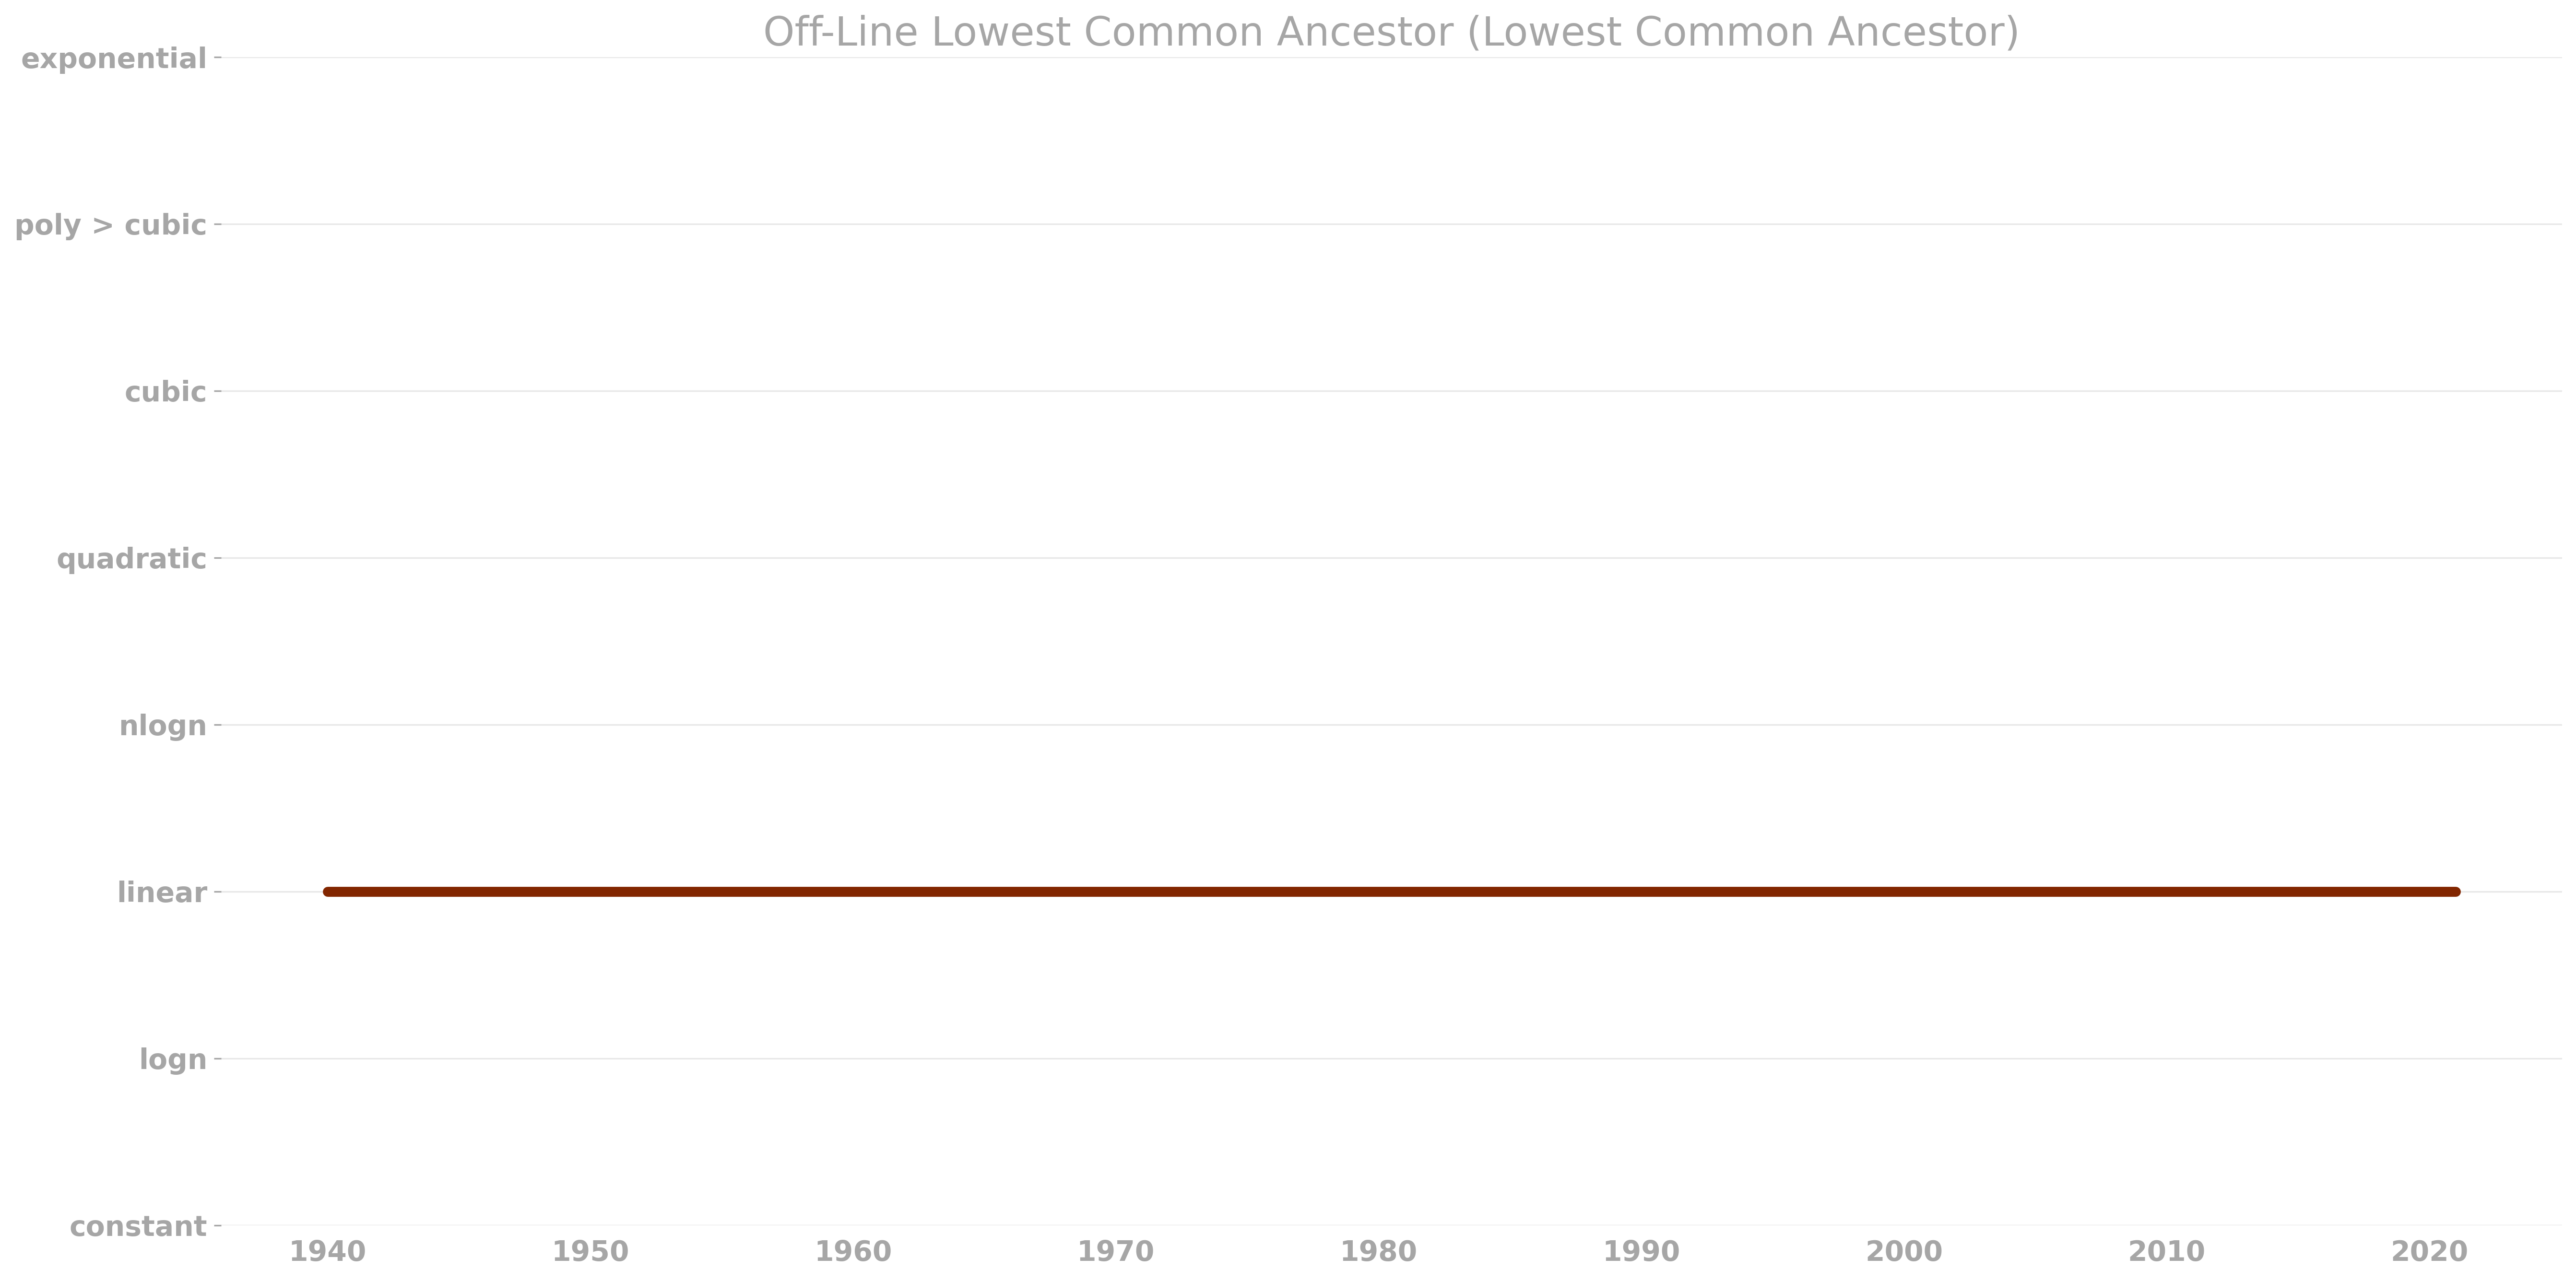 Off-Line Lowest Common Ancestor (Lowest Common Ancestor)
exponential
poly > cubic
cubic
quadratic
nlogn
linear
logn
constant
1940 1950 1960 1970 1980 1990 2000 2010 2020